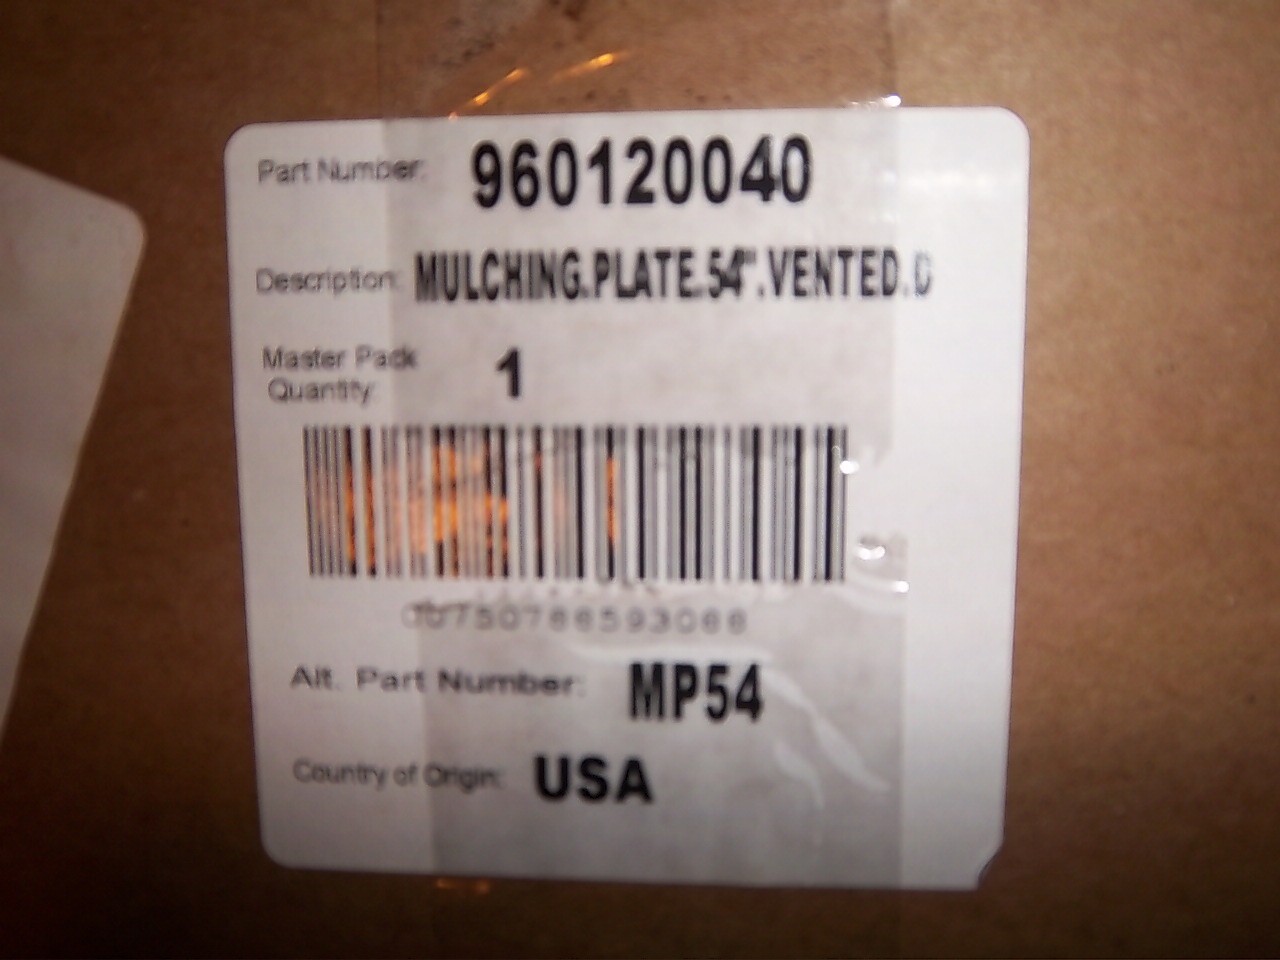 Part Number: 960120040
Description: MULCHING.PLATE.54".VENTED.D
Master Pack
Quantity: 1
Alt. Part Number: MP54
Country of Origin: USA